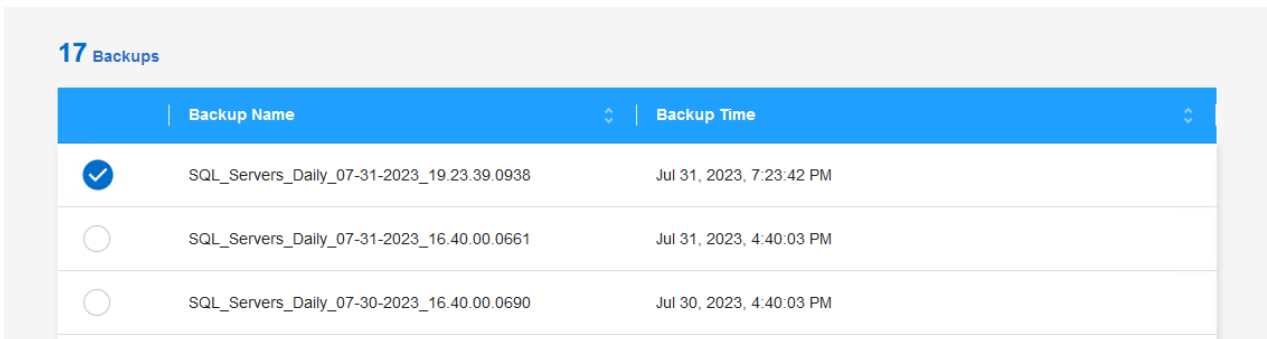 17 Backups
Backup Name Backup Time
SQL_Servers_Daily_07-31-2023_19.23.39.0938 Jul 31, 2023, 7:23:42 PM
SQL_Servers_Daily_07-31-2023_16.40.00.0661 Jul 31, 2023, 4:40:03 PM
SQL_Servers_Daily_07-30-2023_16.40.00.0690 Jul 30, 2023, 4:40:03 PM